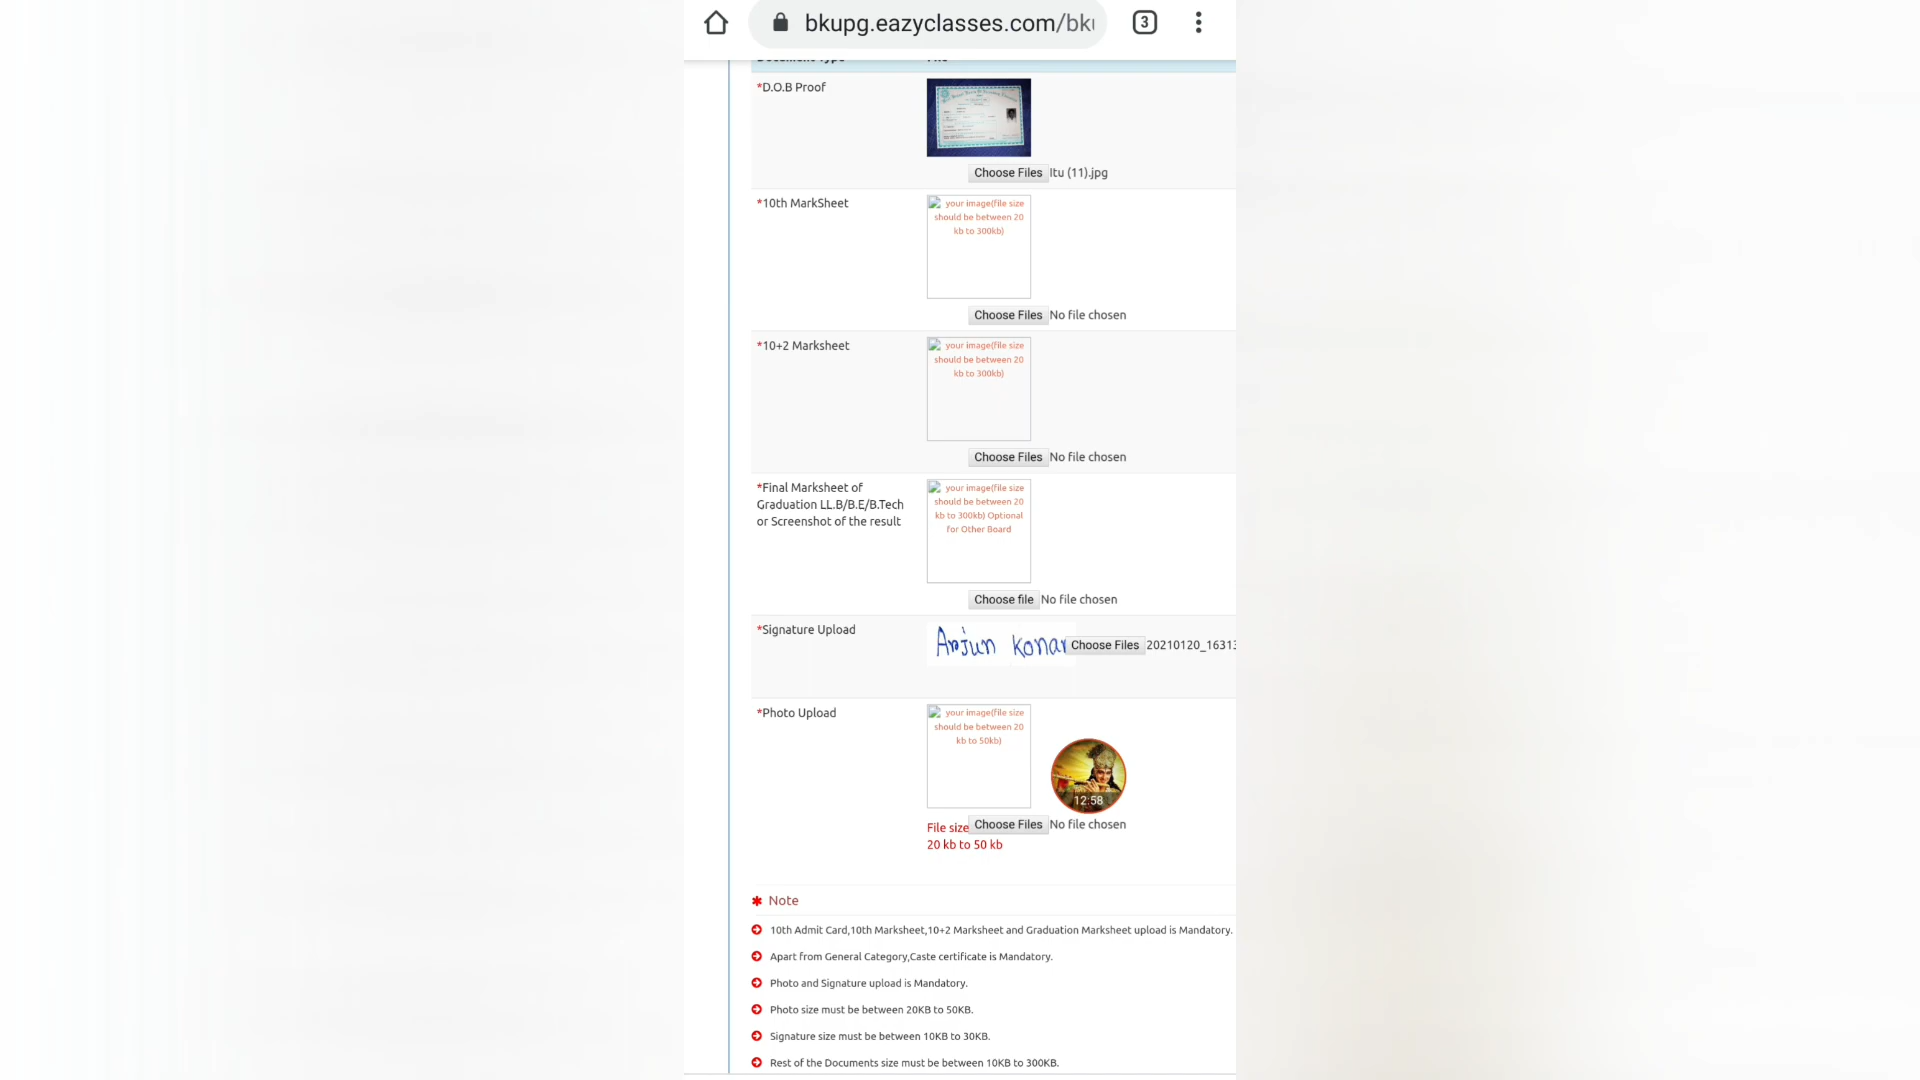 bkupg.eazyclasses.com/bk
3
Document Type File
*D.O.B Proof
Choose Files Itu (11).jpg
*10th MarkSheet
your image(file size
should be between 20
kb to 300kb)
Choose Files No file chosen
*10+2 Marksheet
your image(file size
should be between 20
kb to 300kb)
Choose Files No file chosen
*Final Marksheet of
Graduation LL.B/B.E/B.Tech
or Screenshot of the result
your image(file size
should be between 20
kb to 300kb) Optional
for Other Board
Choose file No file chosen
*Signature Upload
Arjun Konar
Choose Files 20210120_1631
*Photo Upload
your image(file size
should be between 20
kb to 50kb)
12:58
File size Choose Files No file chosen
20 kb to 50 kb
* Note
10th Admit Card,10th Marksheet,10+2 Marksheet and Graduation Marksheet upload is Mandatory.
Apart from General Category,Caste certificate is Mandatory.
Photo and Signature upload is Mandatory.
Photo size must be between 20KB to 50KB.
Signature size must be between 10KB to 30KB.
Rest of the Documents size must be between 10KB to 300KB.